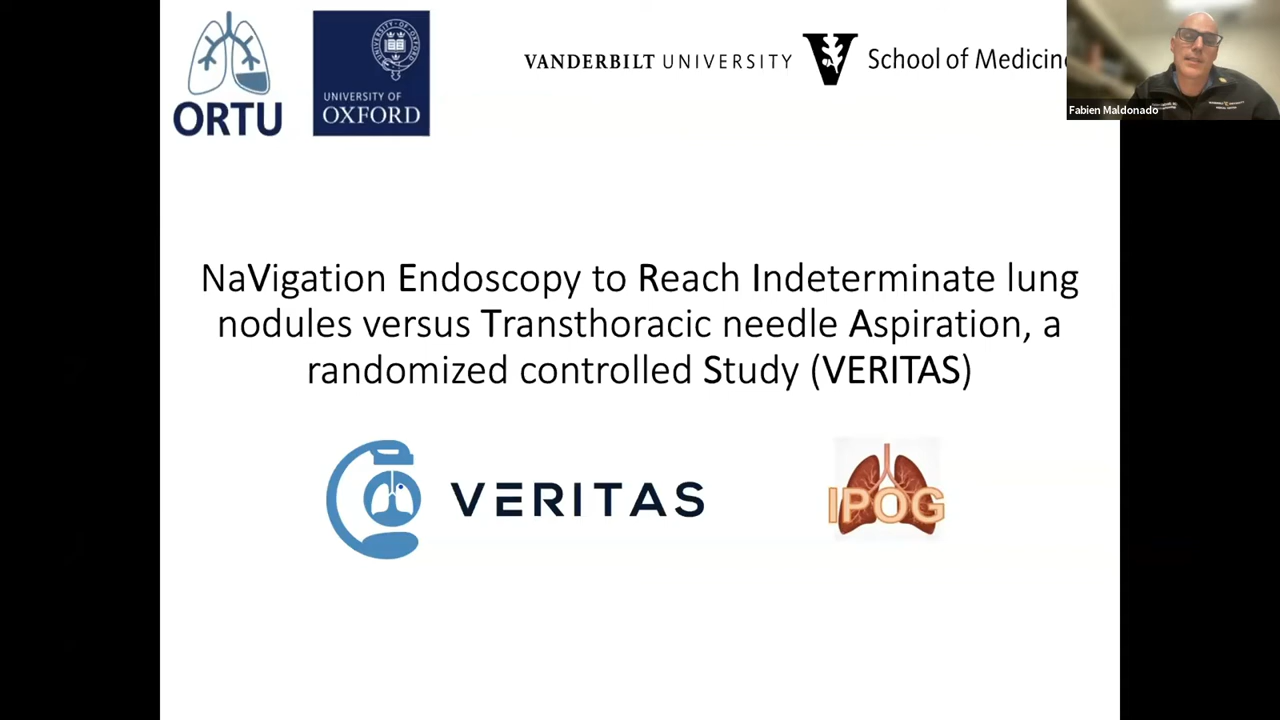 ORTU
UNIVERSITY OF
OXFORD
VANDERBILT UNIVERSITY
School of Medicin
Fabien Maldonado
NaVigation Endoscopy to Reach Indeterminate lung
nodules versus Transthoracic needle Aspiration, a
randomized controlled Study (VERITAS)
VERITAS
IPOG